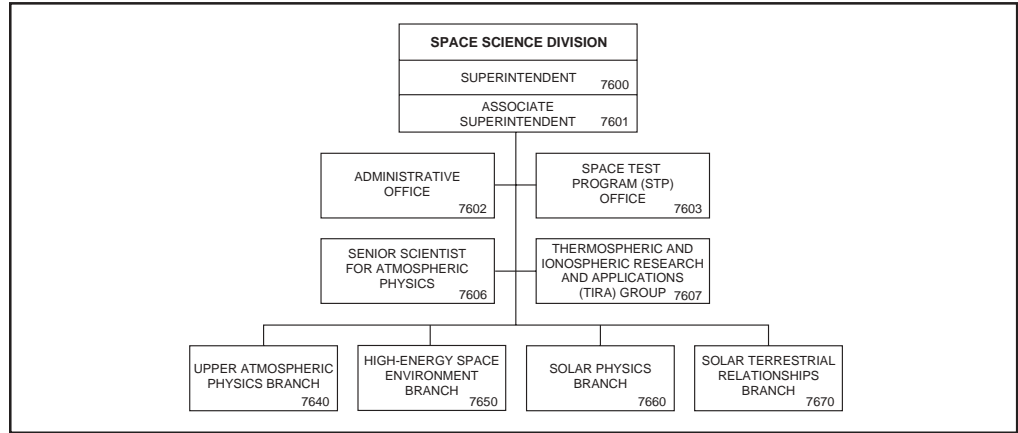 SPACE SCIENCE DIVISION
SUPERINTENDENT
7600
ASSOCIATE
SUPERINTENDENT
7601
ADMINISTRATIVE
OFFICE
7602
SPACE TEST
PROGRAM (STP)
OFFICE
7603
SENIOR SCIENTIST
FOR ATMOSPHERIC
PHYSICS
7606
THERMOSPHERIC AND
IONOSPHERIC RESEARCH
AND APPLICATIONS
(TIRA) GROUP
7607
UPPER ATMOSPHERIC
PHYSICS BRANCH
7640
HIGH-ENERGY SPACE
ENVIRONMENT
BRANCH
7650
SOLAR PHYSICS
BRANCH
7660
SOLAR TERRESTRIAL
RELATIONSHIPS
BRANCH
7670